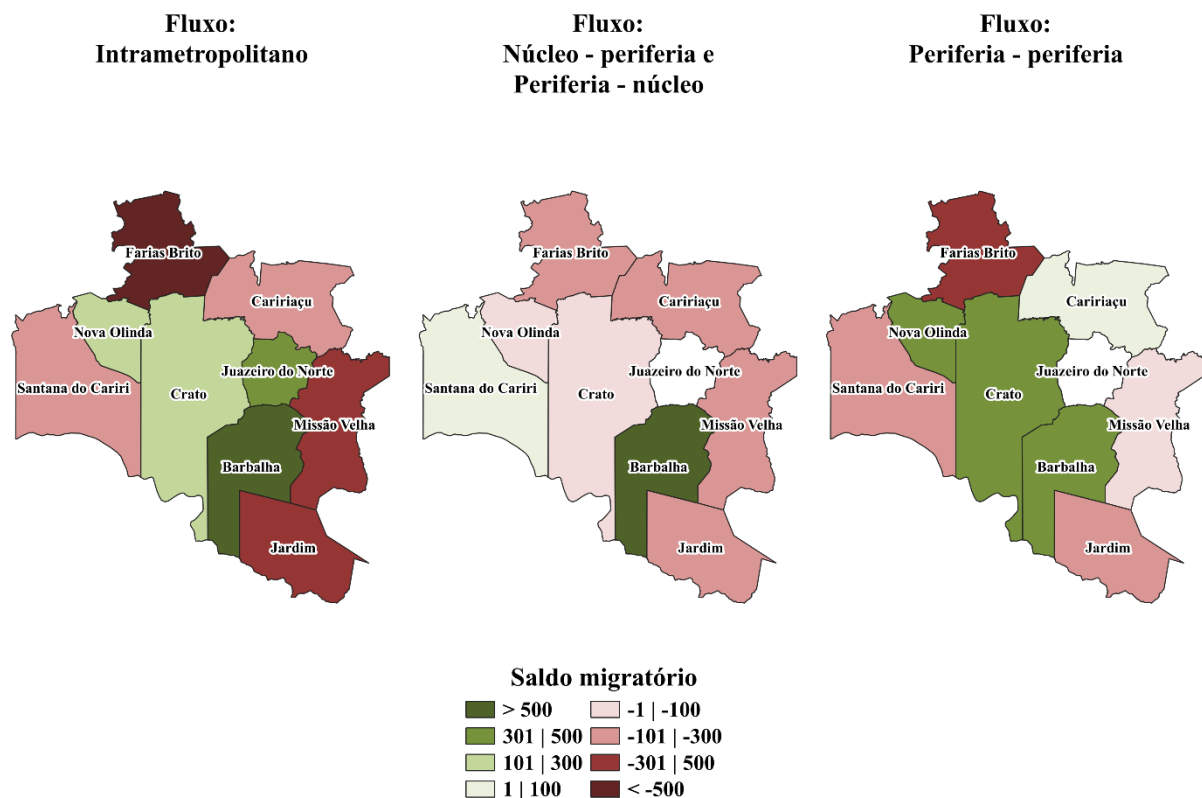 Fluxo:
Intrametropolitano
Fluxo:
Núcleo - periferia e
Periferia - núcleo
Fluxo:
Periferia - periferia
Farias Brito
Caririaçu
Nova Olinda
Juazeiro do Norte
Santana do Cariri
Crato
Missão Velha
Barbalha
Jardim
Farias Brito
Caririaçu
Nova Olinda
Juazeiro do Norte
Santana do Cariri
Crato
Missão Velha
Barbalha
Jardim
Farias Brito
Caririaçu
Nova Olinda
Juazeiro do Norte
Santana do Cariri
Crato
Missão Velha
Barbalha
Jardim
Saldo migratório
> 500
301 | 500
101 | 300
1 | 100
-1 | -100
-101 | -300
-301 | 500
< -500